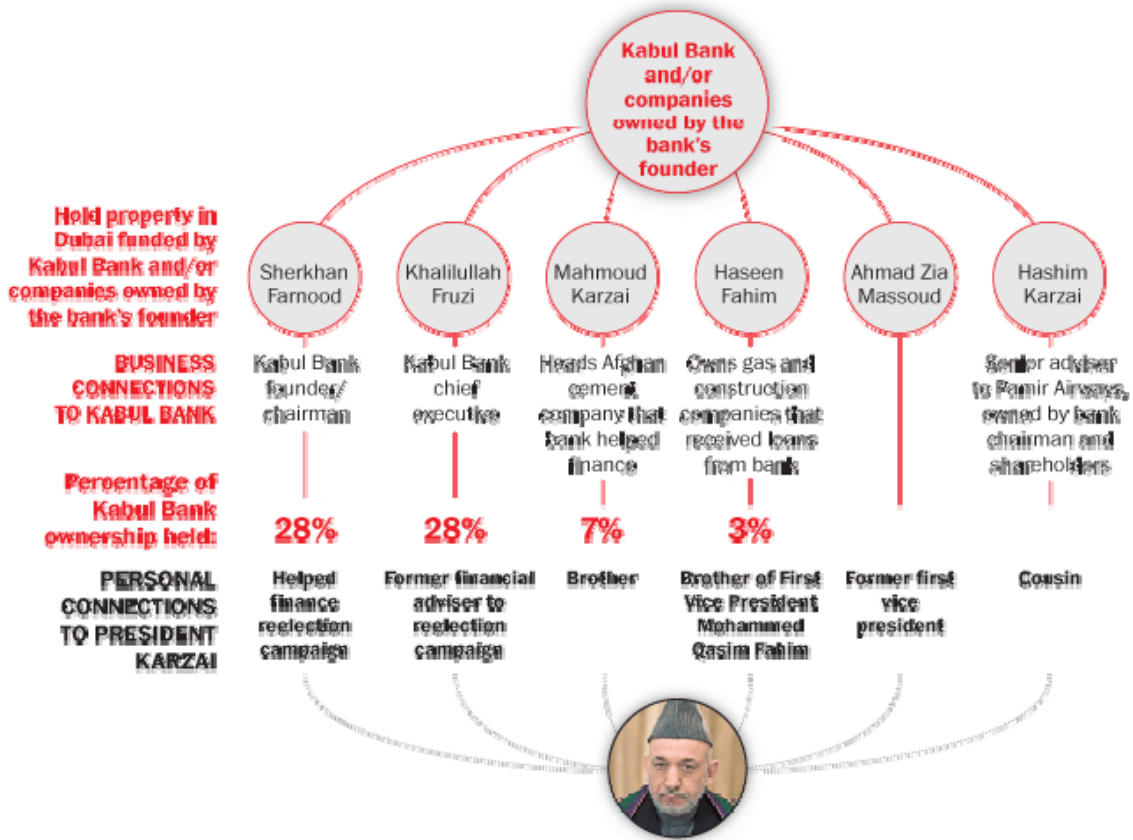 Kabul Bank
and/or
companies
owned by the
bank's
founder
Hold property in
Dubai funded by
Kabul Bank and/or
companies owned by
the bank's founder
Sherkhan
Farnood
Khalilullah
Fruzi
Mahmoud
Karzai
Haseen
Fahim
Ahmad Zia
Massoud
Hashim
Karzai
BUSINESS
CONNECTIONS
TO KABUL BANK
Kabul Bank
founder/
chairman
Kabul Bank
chief
executive
Heads Afghan
cement
company that
bank helped
finance
Owns gas and
construction
companies that
received loans
from bank
Senior adviser
to Pamir Airways,
owned by bank
chairman and
shareholders
Percentage of
Kabul Bank
ownership held:
28%
28%
7%
3%
PERSONAL
CONNECTIONS
TO PRESIDENT
KARZAI
Helped
finance
reelection
campaign
Former financial
adviser to
reelection
campaign
Brother
Brother of First
Vice President
Mohammed
Qasim Fahim
Former first
vice
president
Cousin